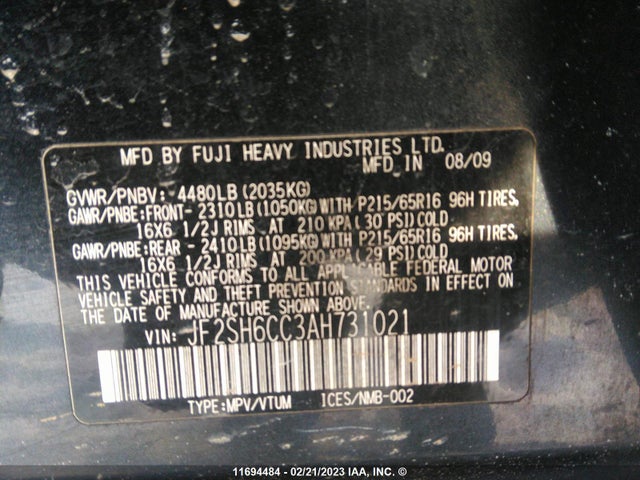 MFD BY FUJI HEAVY INDUSTRIES LTD.
MFD IN 08/09
GVWR/PNBV: 4480LB (2035KG)
GAWR/PNBE:FRONT- 2310LB(1050KG)WITH P215/65R16 96H TIRES,
16X6 1/2J RIMS AT 210 KPA (30 PSI)COLD
GAWR/PNBE:REAR - 2410LB(1095KG)WITH P215/65R16 96H TIRES,
16X6 1/2J RIMS AT 200 KPA (29 PSI)COLD
THIS VEHICLE CONFORMS TO ALL APPLICABLE FEDERAL MOTOR
VEHICLE SAFETY AND THEFT PREVENTION STANDARDS IN EFFECT ON
THE DATE OF MANUFACTURE SHOWN ABOVE.
VIN: JF2SH6CC3AH731021
TYPE:MPV/VTUM ICES/NMB-002
11694484 - 02/21/2023 IAA, INC. ©